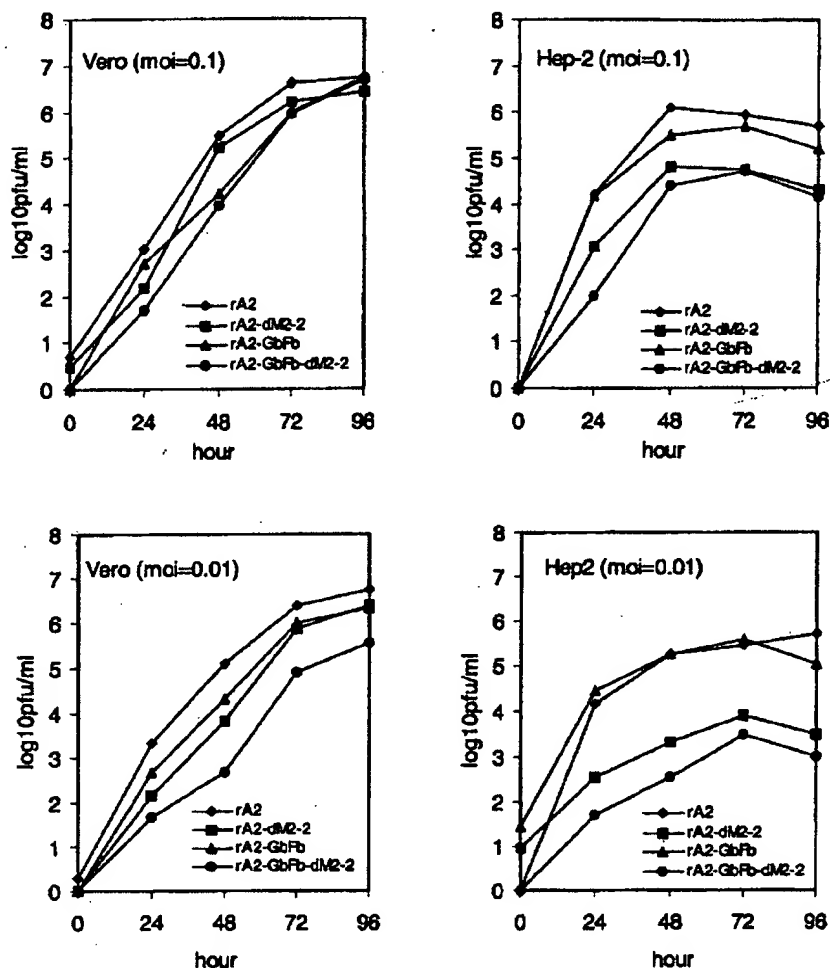 8
7
6
5
4
3
2
1
0
log10pfu/ml
Vero (moi=0.1)
rA2
rA2-dM2-2
rA2-GbFb
rA2-GbFb-dM2-2
0 24 48 72 96
hour
8
7
6
5
4
3
2
1
0
log10pfu/ml
Hep-2 (moi=0.1)
rA2
rA2-dM2-2
rA2-GbFb
rA2-GbFb-dM2-2
0 24 48 72 96
hour
8
7
6
5
4
3
2
1
0
log10pfu/ml
Vero (moi=0.01)
rA2
rA2-dM2-2
rA2-GbFb
rA2-GbFb-dM2-2
0 24 48 72 96
hour
8
7
6
5
4
3
2
1
0
log10pfu/ml
Hep2 (moi=0.01)
rA2
rA2-dM2-2
rA2-GbFb
rA2-GbFb-dM2-2
0 24 48 72 96
hour